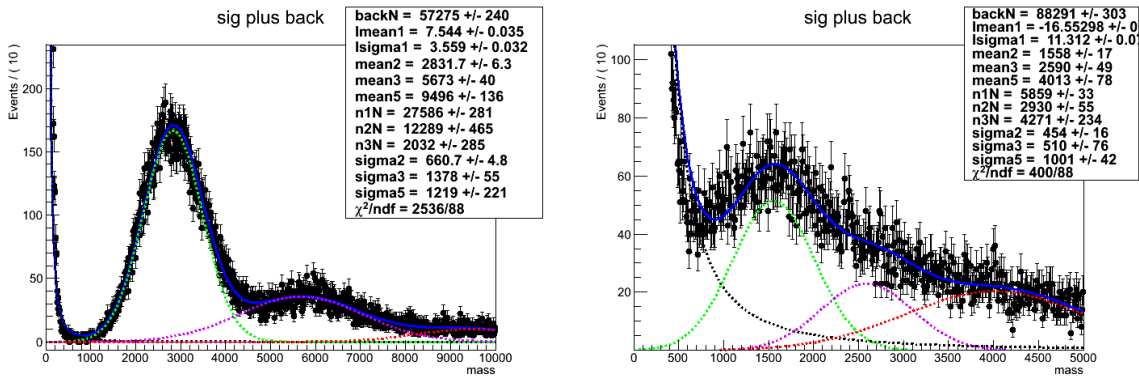 sig plus back
backN = 57275 +/- 240
lmean1 = 7.544 +/- 0.035
lsigma1 = 3.559 +/- 0.032
mean2 = 2831.7 +/- 6.3
mean3 = 5673 +/- 40
mean5 = 9496 +/- 136
n1N = 27586 +/- 281
n2N = 12289 +/- 465
n3N = 2032 +/- 285
sigma2 = 660.7 +/- 4.8
sigma3 = 1378 +/- 55
sigma5 = 1219 +/- 221
χ²/ndf = 2536/88
Events / ( 10 )
200
150
100
50
0
0 1000 2000 3000 4000 5000 6000 7000 8000 9000 10000
mass
sig plus back
backN = 88291 +/- 303
lmean1 = -16.55298 +/- 0
lsigma1 = 11.312 +/- 0.0
mean2 = 1558 +/- 17
mean3 = 2590 +/- 49
mean5 = 4013 +/- 78
n1N = 5859 +/- 33
n2N = 2930 +/- 55
n3N = 4271 +/- 234
sigma2 = 454 +/- 16
sigma3 = 510 +/- 76
sigma5 = 1001 +/- 42
χ²/ndf = 400/88
Events / ( 10 )
100
80
60
40
20
0 500 1000 1500 2000 2500 3000 3500 4000 4500 5000
mass